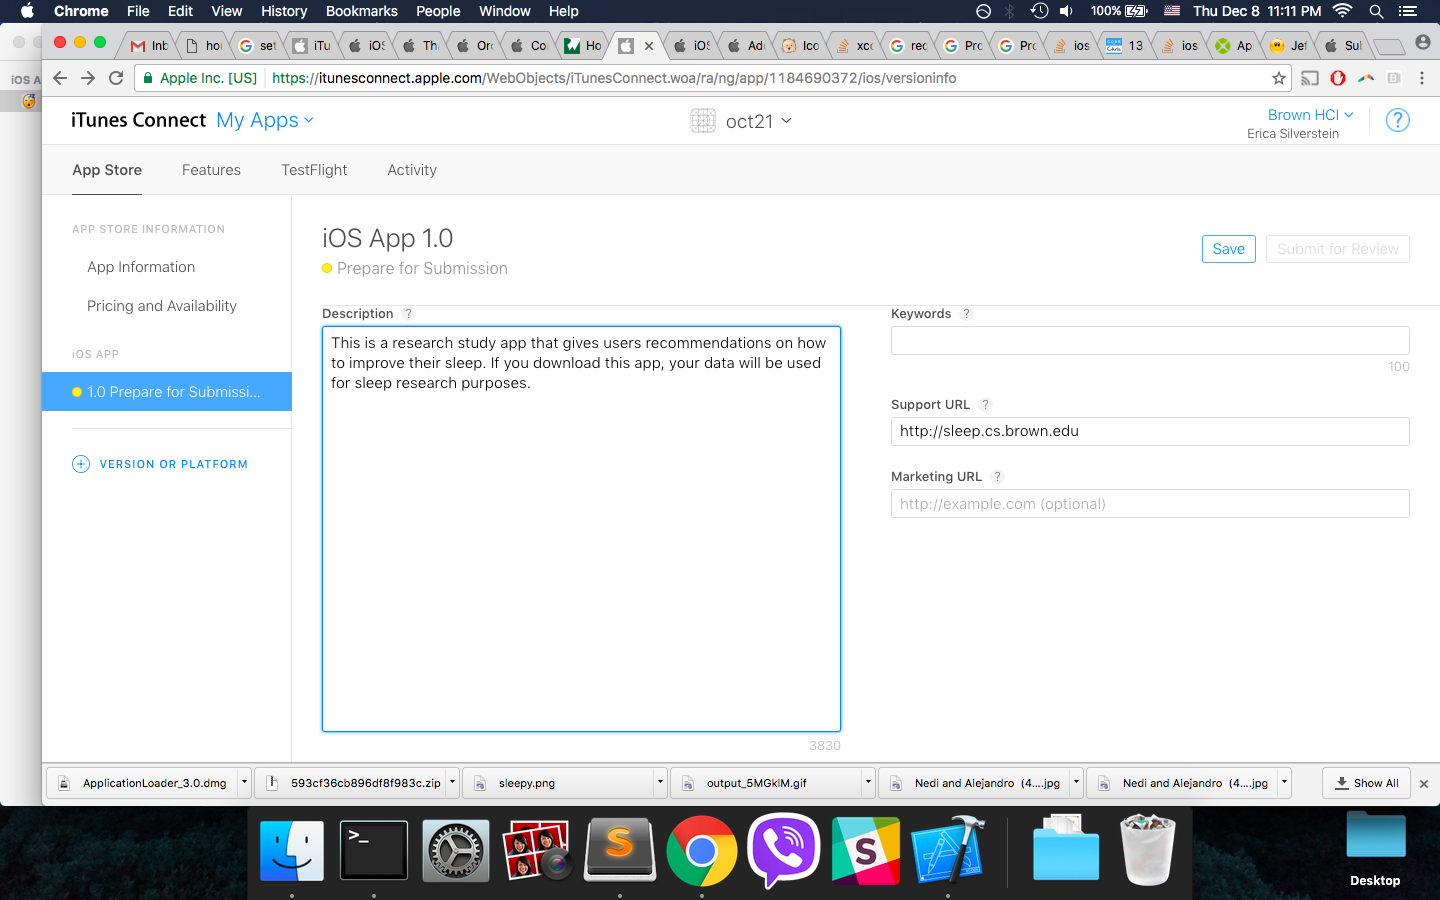 Chrome File Edit View History Bookmarks People Window Help 100% Thu Dec 8 11:11 PM
Inb hou set iTu iOS Th Orc Col Ho iOS Add Ico xco rec Pro Pro ios 13 ios Ap Jef Sul
Apple Inc. [US] https://itunesconnect.apple.com/WebObjects/iTunesConnect.woa/ra/ng/app/1184690372/ios/versioninfo
iOS A
iTunes Connect My Apps oct21 Brown HCI ?
Erica Silverstein
App Store Features TestFlight Activity
APP STORE INFORMATION
App Information
Pricing and Availability
iOS APP
1.0 Prepare for Submissi...
VERSION OR PLATFORM
iOS App 1.0
Prepare for Submission
Save Submit for Review
Description ?
This is a research study app that gives users recommendations on how
to improve their sleep. If you download this app, your data will be used
for sleep research purposes.
3830
Keywords ?
100
Support URL ?
http://sleep.cs.brown.edu
Marketing URL ?
http://example.com (optional)
ApplicationLoader_3.0.dmg 593cf36cb896df8f983c.zip sleepy.png output_5MGklM.gif Nedi and Alejandro (4....jpg Nedi and Alejandro (4....jpg Show All
Desktop